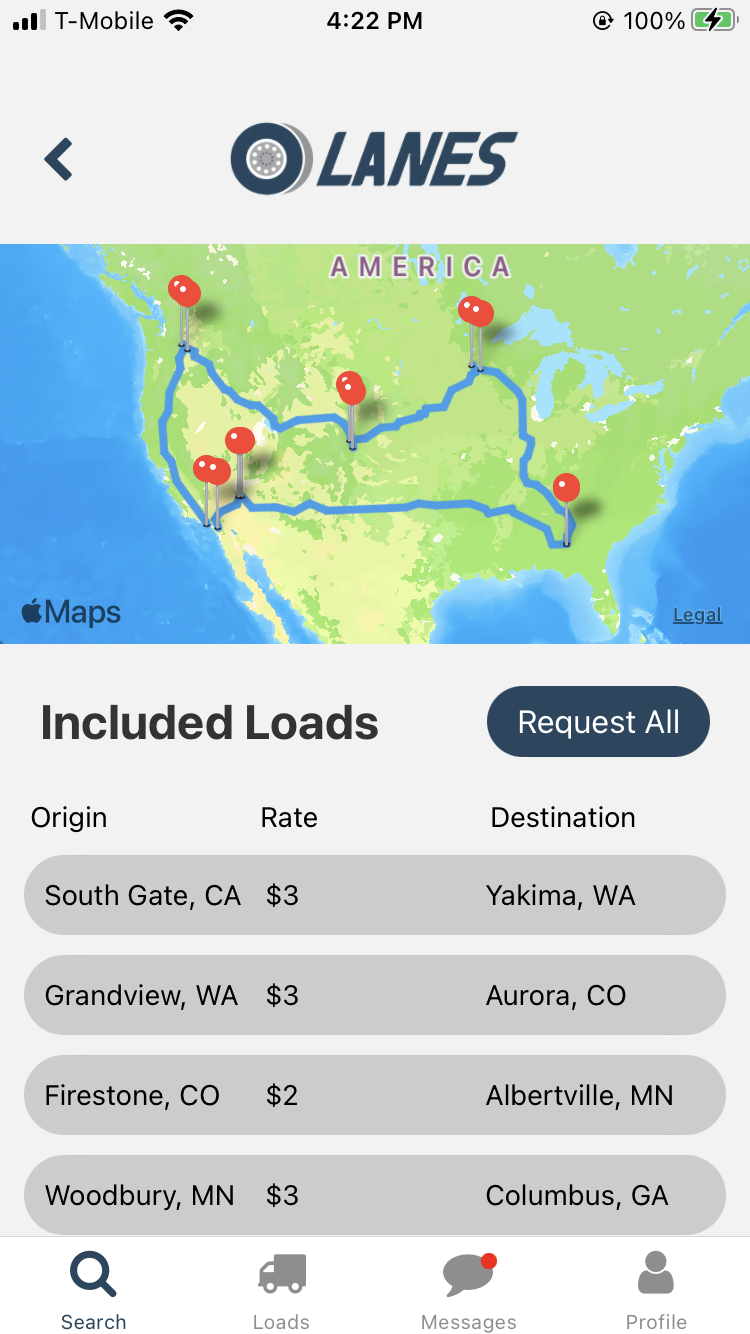 T-Mobile 4:22 PM 100%
LANES
AMERICA
Maps Legal
Included Loads Request All
Origin Rate Destination
South Gate, CA $3 Yakima, WA
Grandview, WA $3 Aurora, CO
Firestone, CO $2 Albertville, MN
Woodbury, MN $3 Columbus, GA
Search Loads Messages Profile